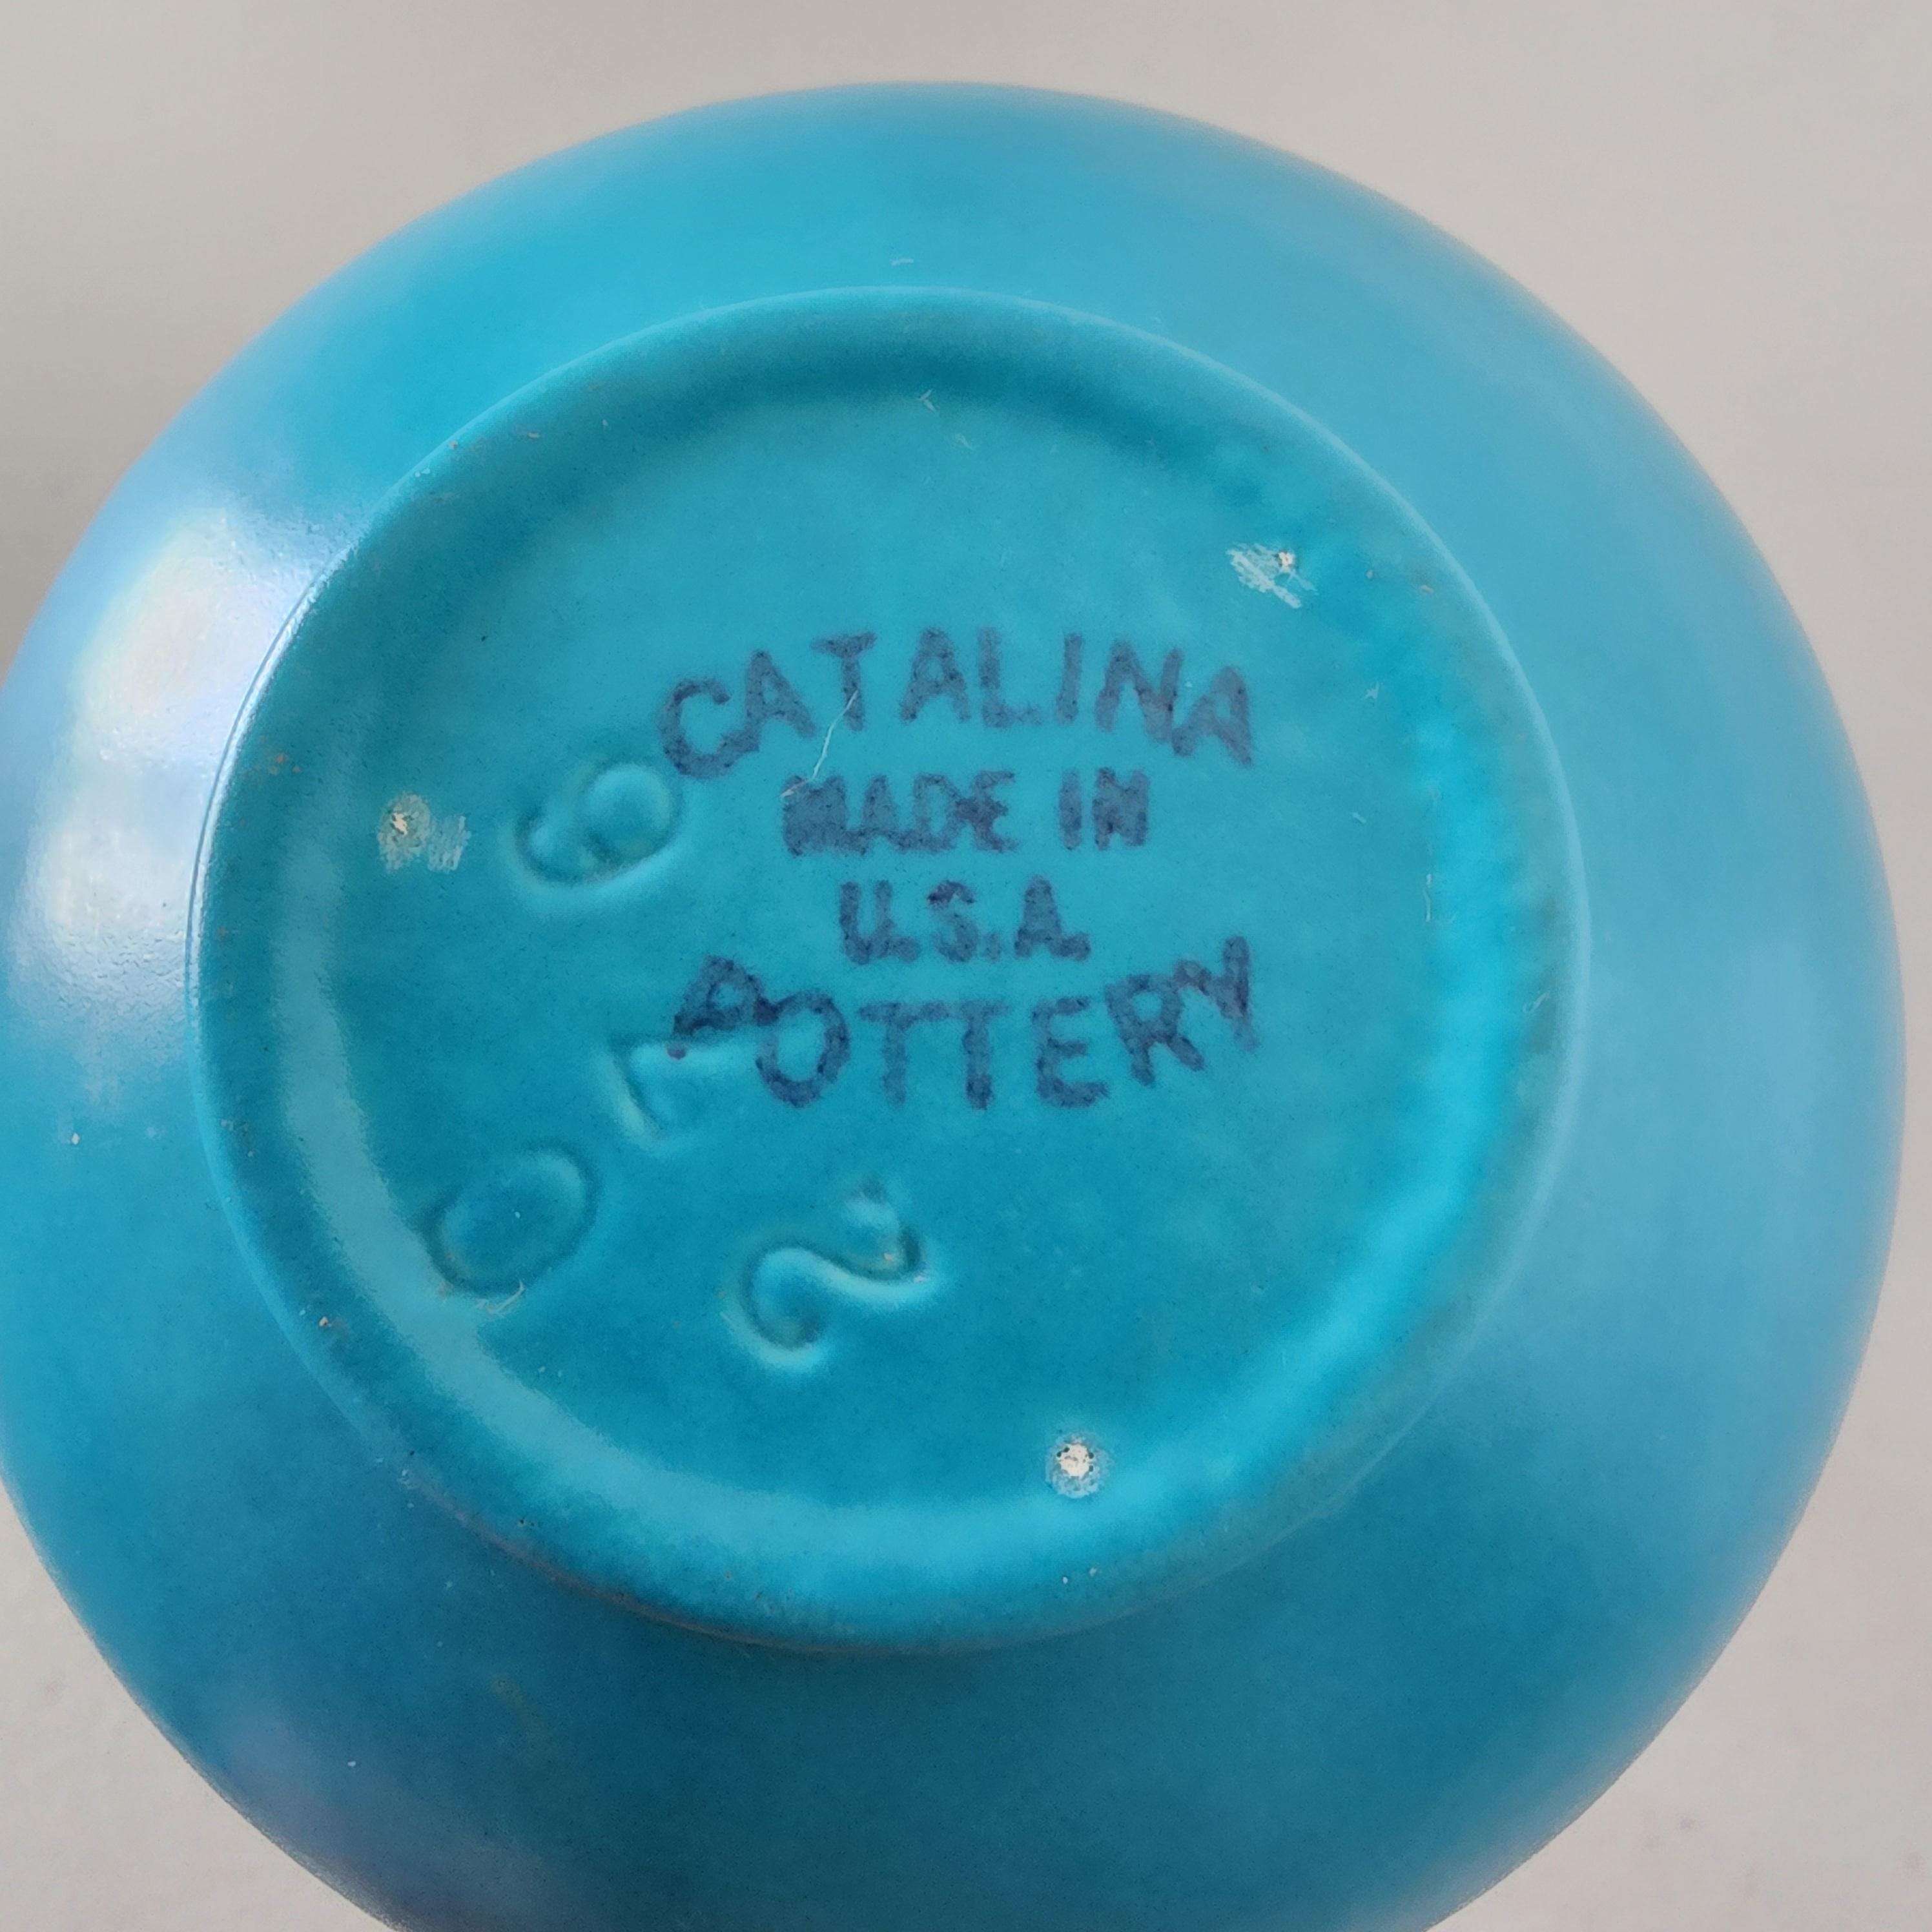 CATALINA
MADE IN
U.S.A.
POTTERY